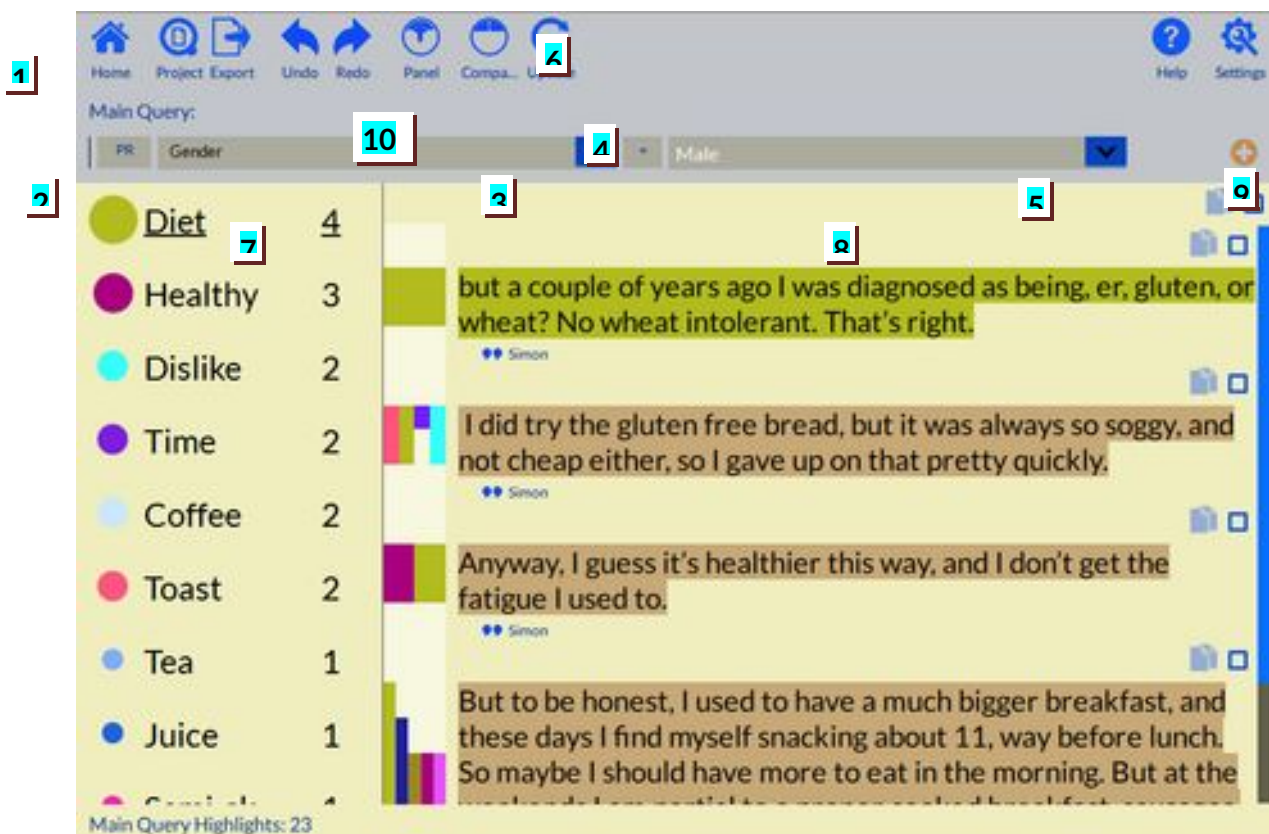 Home Project Export Undo Redo Panel Compa... 6 Help Settings
1
Main Query:
PR Gender 10 4 Male
2 3 5 9
Diet 4
7 8
Healthy 3
but a couple of years ago I was diagnosed as being, er, gluten, or
wheat? No wheat intolerant. That's right.
Simon
Dislike 2
Time 2
I did try the gluten free bread, but it was always so soggy, and
not cheap either, so I gave up on that pretty quickly.
Simon
Coffee 2
Toast 2
Anyway, I guess it's healthier this way, and I don't get the
fatigue I used to.
Simon
Tea 1
Juice 1
But to be honest, I used to have a much bigger breakfast, and
these days I find myself snacking about 11, way before lunch.
So maybe I should have more to eat in the morning. But at the
Main Query Highlights: 23